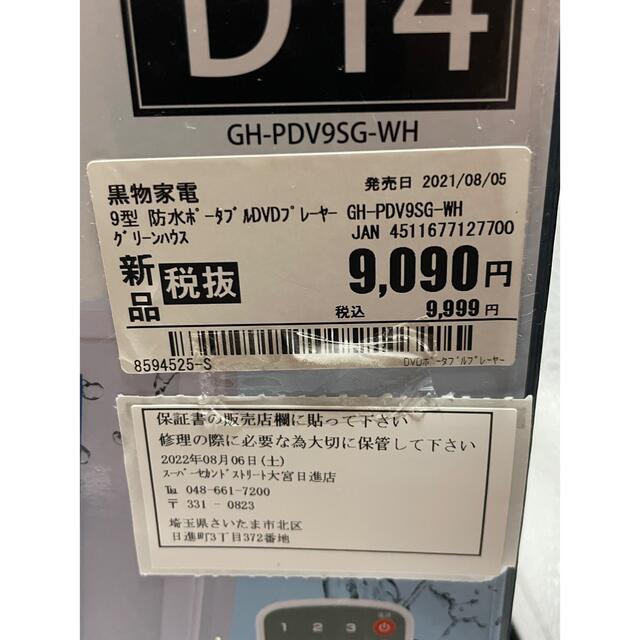 D14
GH-PDV9SG-WH
黒物家電
発売日 2021/08/05
9型 防水ﾎﾟｰﾀﾌﾞﾙDVDﾌﾟﾚｰﾔｰ GH-PDV9SG-WH
ｸﾞﾘｰﾝﾊｳｽ
JAN 4511677127700
新品 税抜 9,090円
税込 9,999円
8594525-S
DVDﾎﾟｰﾀﾌﾞﾙﾌﾟﾚｰﾔｰ
保証書の販売店欄に貼って下さい
修理の際に必要な為大切に保管して下さい
2022年08月06日(土)
ｽｰﾊﾟｰｾｶﾝﾄﾞｽﾄﾘｰﾄ大宮日進店
℡ 048-661-7200
〒 331 - 0823
埼玉県さいたま市北区
日進町3丁目372番地
1 2 3